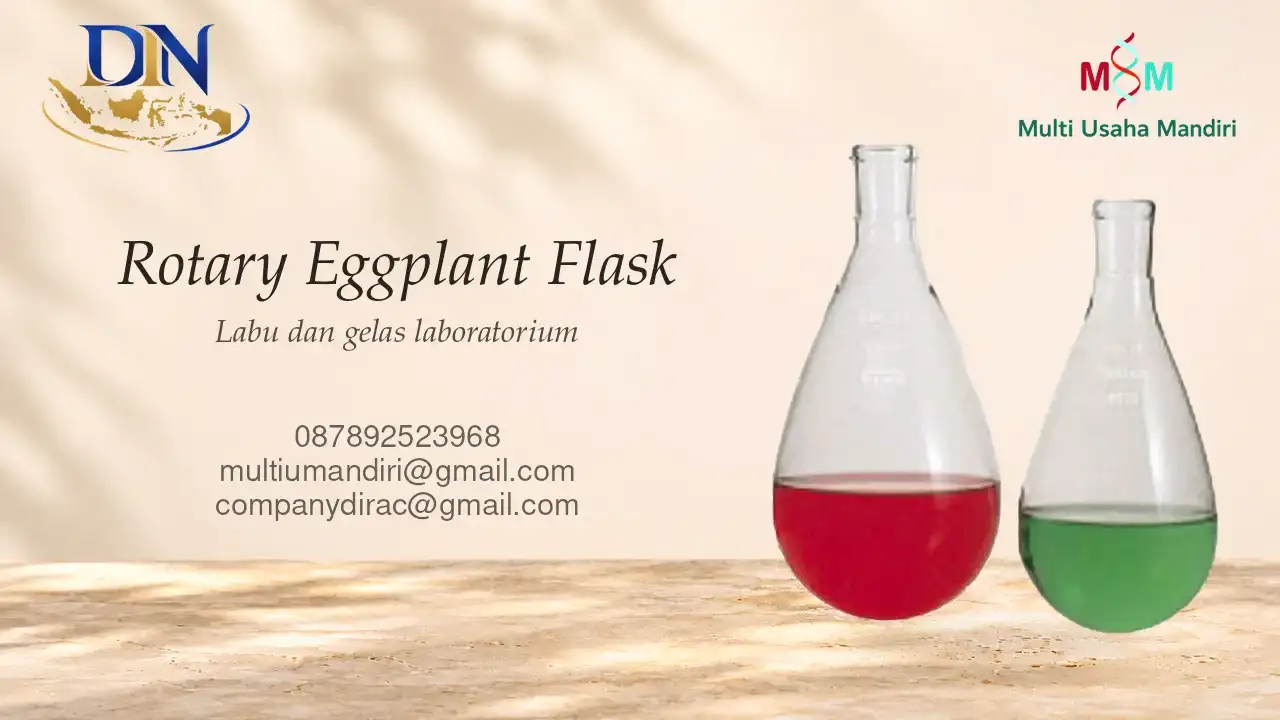 DN
M M
Multi Usaha Mandiri
Rotary Eggplant Flask
Labu dan gelas laboratorium
087892523968
multiumandiri@gmail.com
companydirac@gmail.com